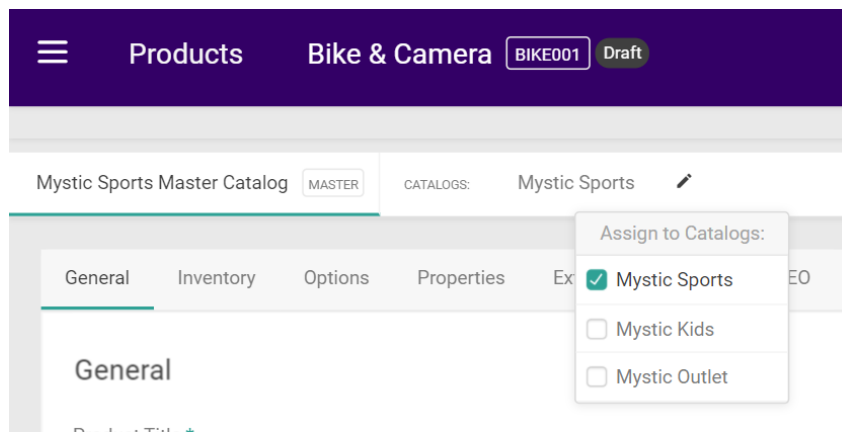 Products Bike & Camera BIKE001 Draft
Mystic Sports Master Catalog MASTER CATALOGS: Mystic Sports
Assign to Catalogs:
General Inventory Options Properties
Mystic Sports
Mystic Kids
General
Mystic Outlet